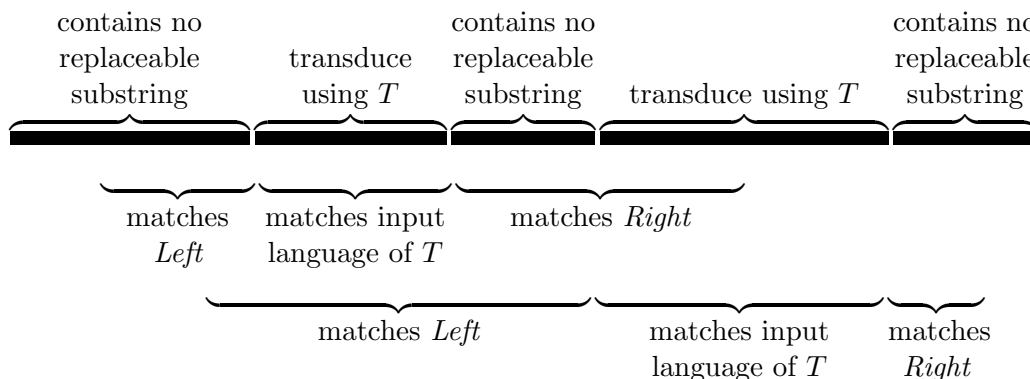 contains no
replaceable
substring
transduce
using T
contains no
replaceable
substring
transduce using T
contains no
replaceable
substring
matches
Left
matches input
language of T
matches Right
matches Left
matches input
language of T
matches
Right